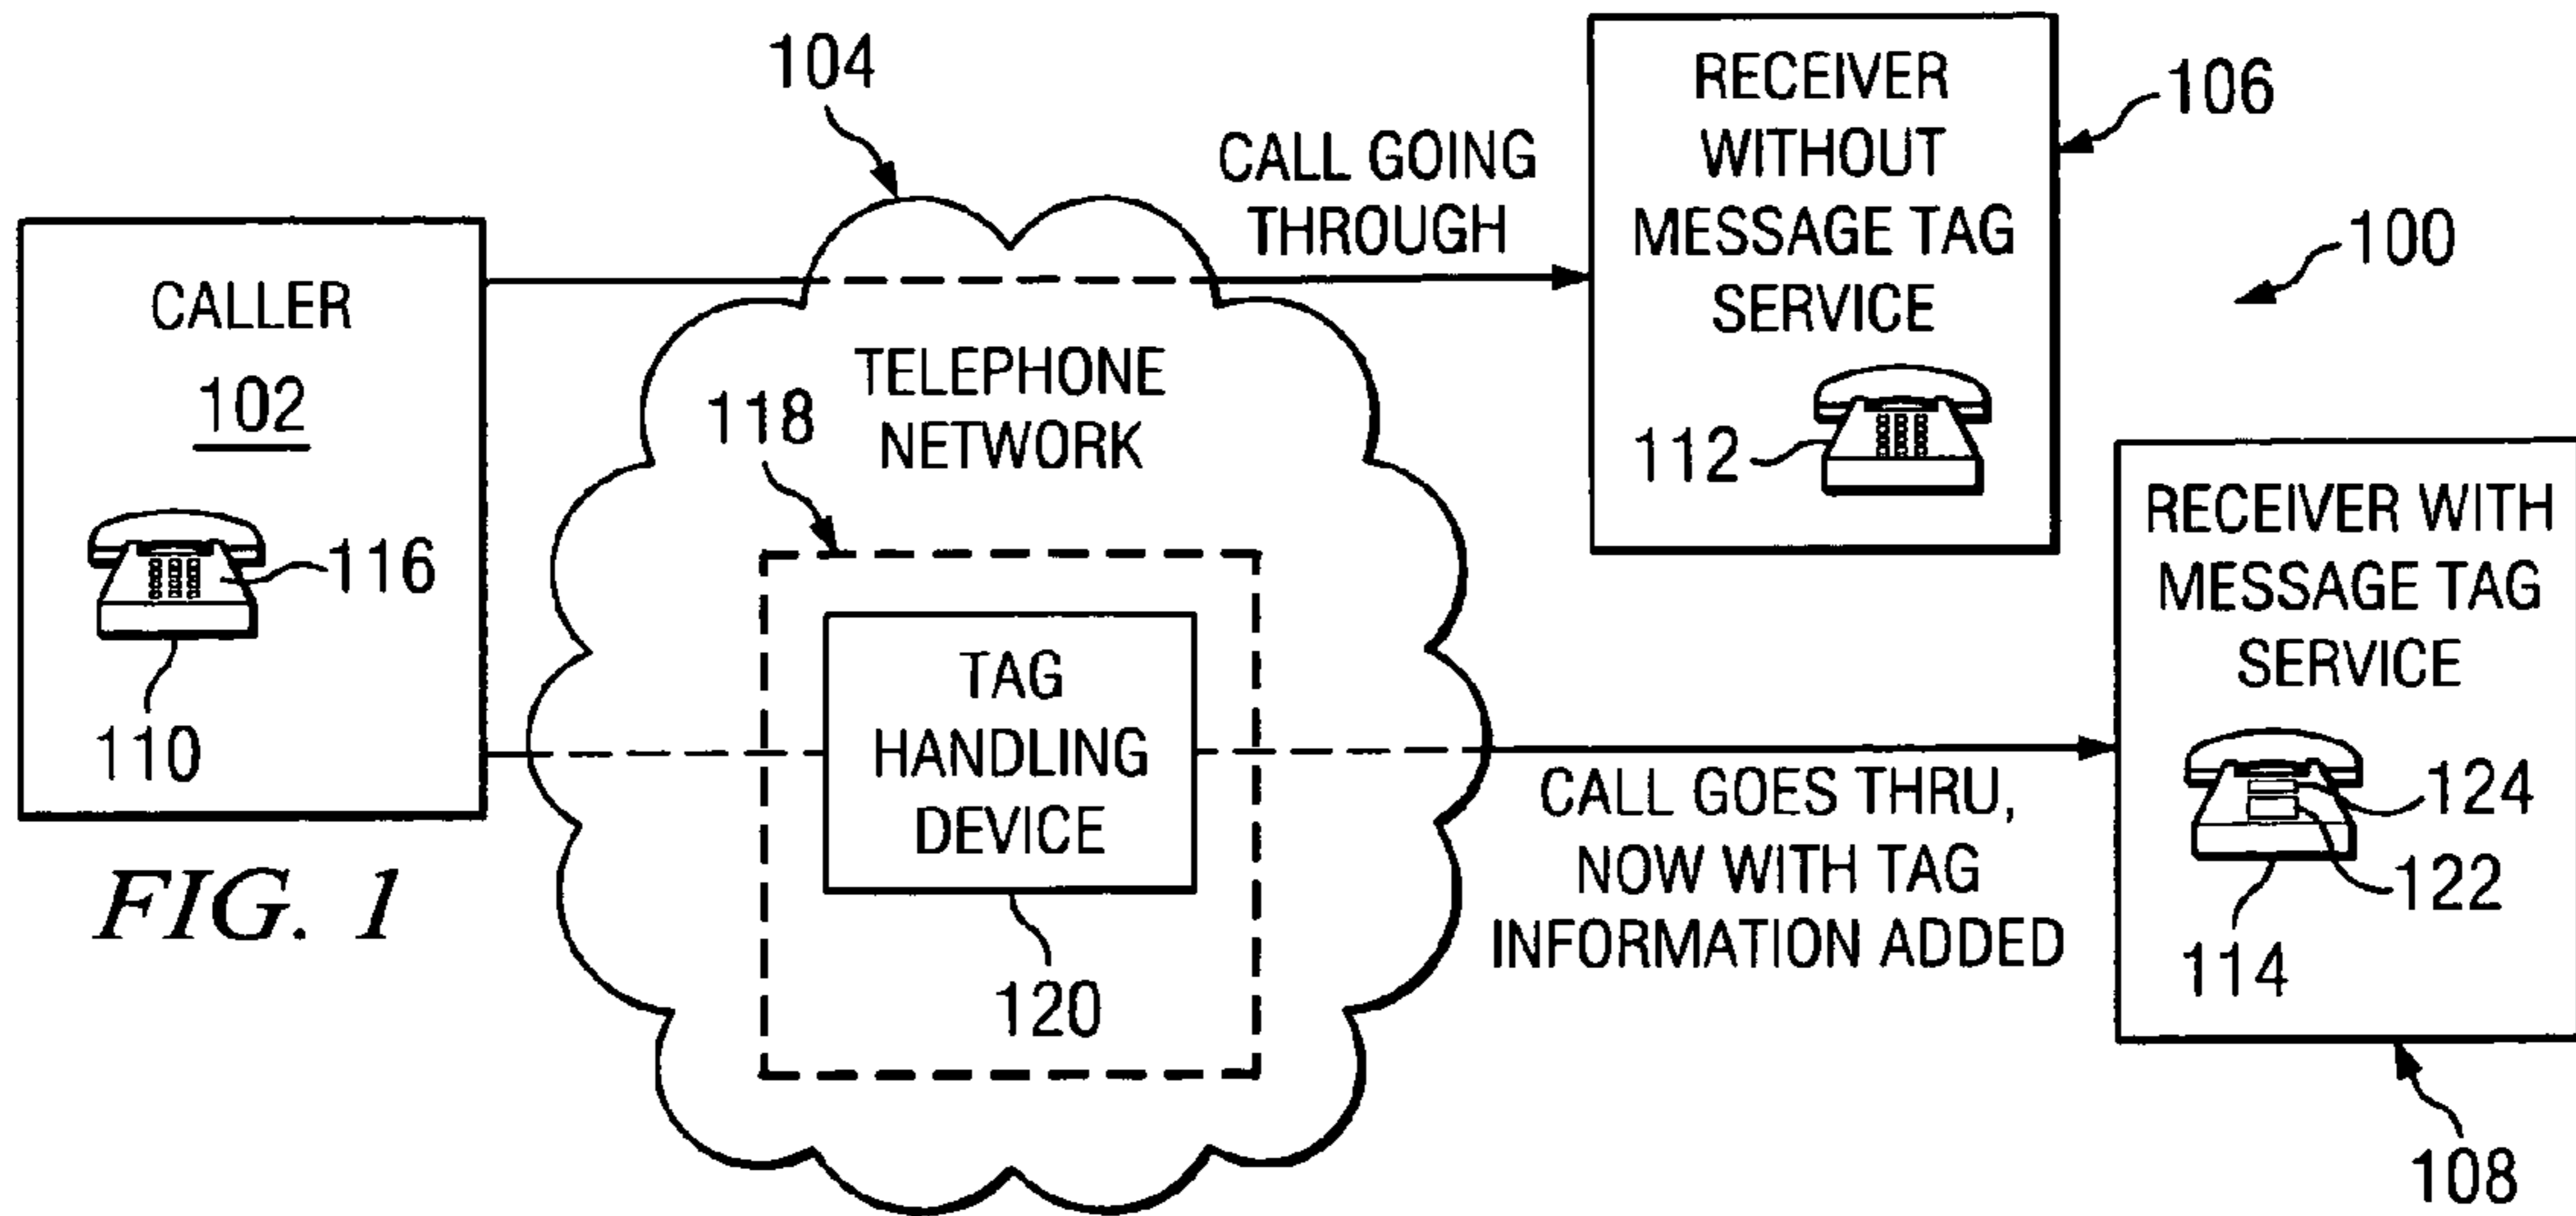 104
CALL GOING
THROUGH
RECEIVER
WITHOUT
MESSAGE TAG
SERVICE
106
100
112
CALLER
102
116
110
TELEPHONE
NETWORK
118
TAG
HANDLING
DEVICE
120
CALL GOES THRU,
NOW WITH TAG
INFORMATION ADDED
RECEIVER WITH
MESSAGE TAG
SERVICE
124
122
114
108
FIG. 1